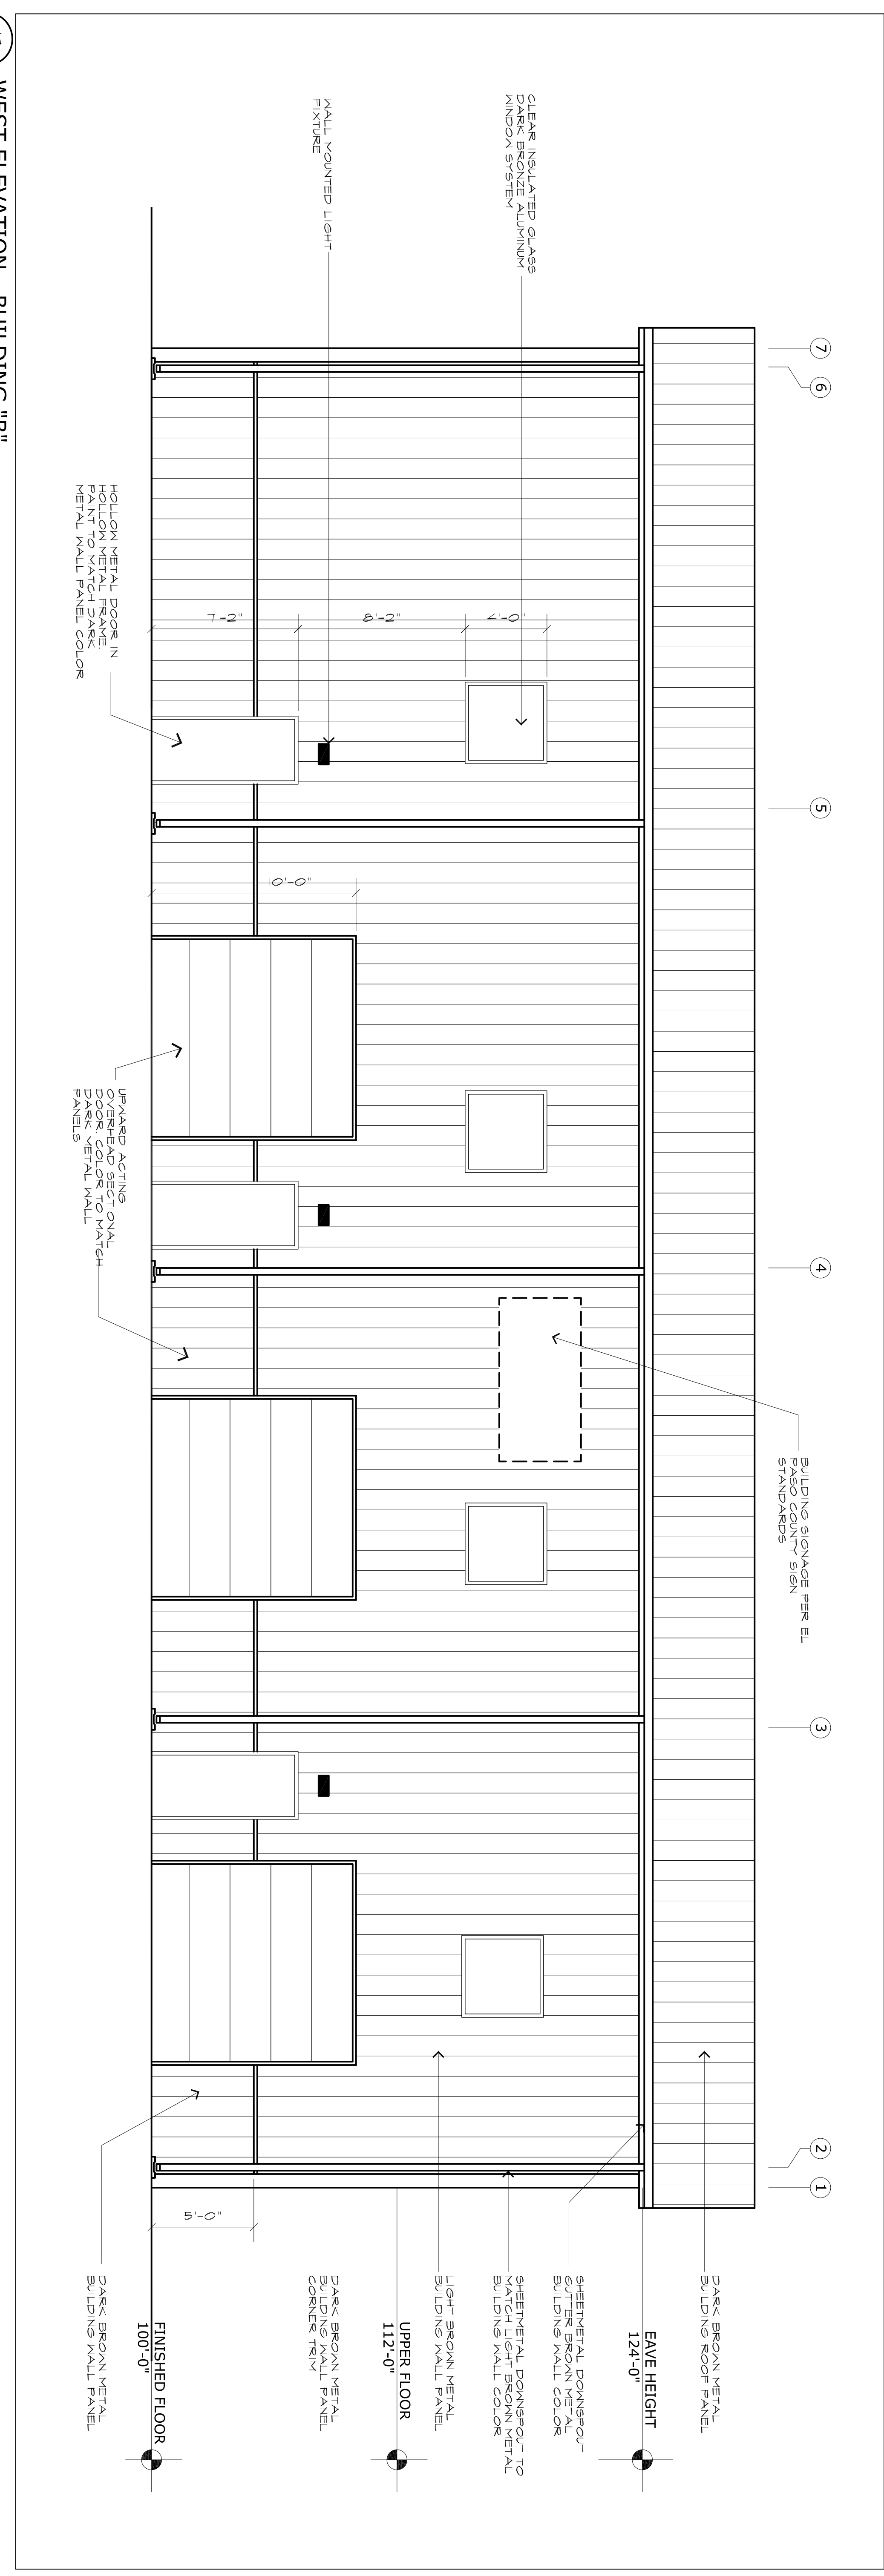 7
6
5
4
3
2
1
CLEAR INSULATED GLASS
DARK BRONZE ALUMINUM
WINDOW SYSTEM
WALL MOUNTED LIGHT
FIXTURE
BUILDING SIGNAGE PER EL
PASO COUNTY SIGN
STANDARDS
DARK BROWN METAL
BUILDING ROOF PANEL
EAVE HEIGHT
124'-0"
SHEETMETAL DOWNSPOUT
GUTTER BROWN METAL
BUILDING WALL COLOR
SHEETMETAL DOWNSPOUT TO
MATCH LIGHT BROWN METAL
BUILDING WALL COLOR
LIGHT BROWN METAL
BUILDING WALL PANEL
UPPER FLOOR
112'-0"
DARK BROWN METAL
BUILDING WALL PANEL
CORNER TRIM
FINISHED FLOOR
100'-0"
DARK BROWN METAL
BUILDING WALL PANEL
4'-0"
8'-2"
7'-2"
10'-0"
5'-0"
HOLLOW METAL DOOR IN
HOLLOW METAL FRAME.
PAINT TO MATCH DARK
METAL WALL PANEL COLOR
UPWARD ACTING
OVERHEAD SECTIONAL
DOOR. COLOR TO MATCH
DARK METAL WALL
PANELS
WEST ELEVATION - BUILDING "B"